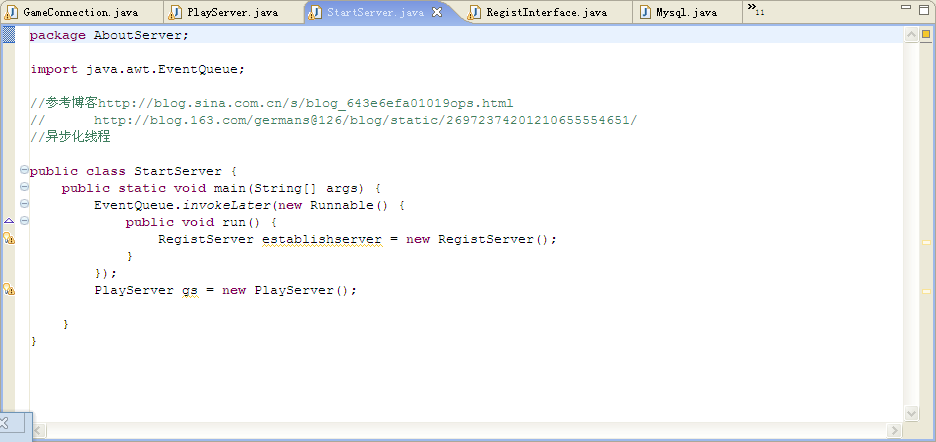 GameConnection.java PlayServer.java StartServer.java RegistInterface.java Mysql.java »11
package AboutServer;
import java.awt.EventQueue;
//参考博客http://blog.sina.com.cn/s/blog_643e6efa01019ops.html
// http://blog.163.com/germans@126/blog/static/26972374201210655554651/
//异步化线程
public class StartServer {
public static void main(String[] args) {
EventQueue.invokeLater(new Runnable() {
public void run() {
RegistServer establishserver = new RegistServer();
}
});
PlayServer gs = new PlayServer();
}
}